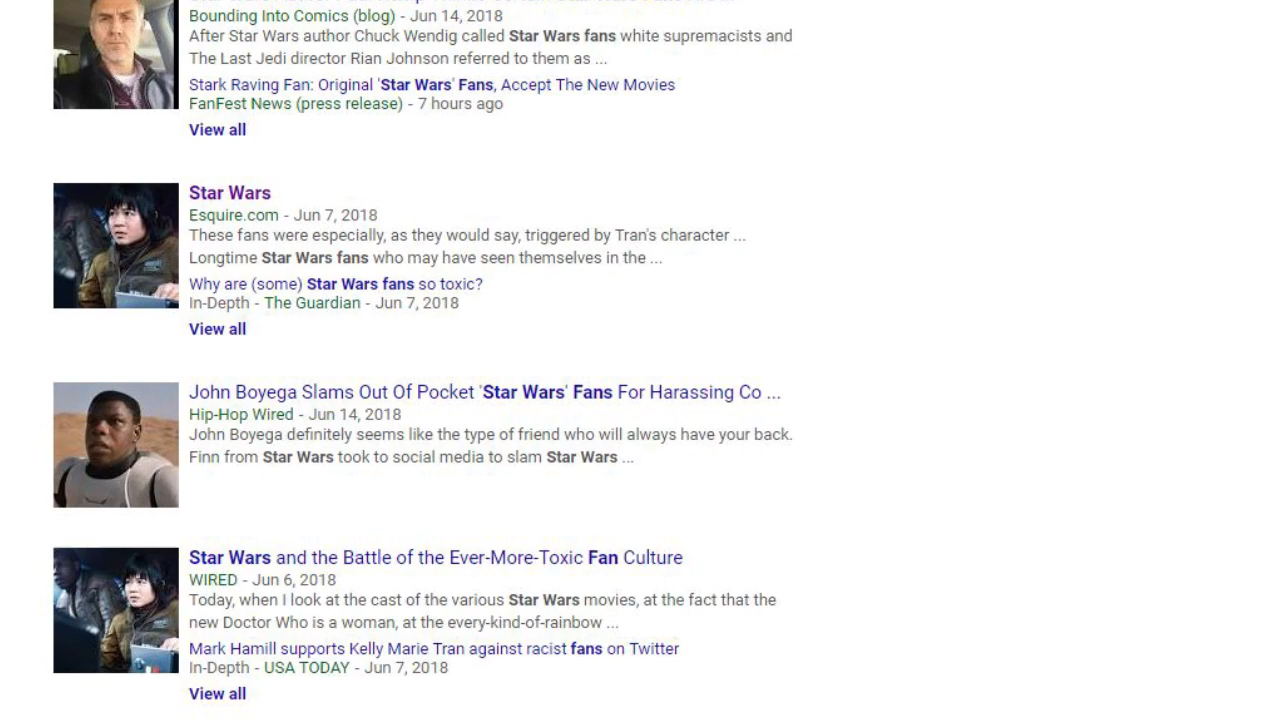 Bounding Into Comics (blog) - Jun 14, 2018
After Star Wars author Chuck Wendig called Star Wars fans white supremacists and
The Last Jedi director Rian Johnson referred to them as ...
Stark Raving Fan: Original 'Star Wars' Fans, Accept The New Movies
FanFest News (press release) - 7 hours ago
View all
Star Wars
Esquire.com - Jun 7, 2018
These fans were especially, as they would say, triggered by Tran's character ...
Longtime Star Wars fans who may have seen themselves in the ...
Why are (some) Star Wars fans so toxic?
In-Depth - The Guardian - Jun 7, 2018
View all
John Boyega Slams Out Of Pocket 'Star Wars' Fans For Harassing Co ...
Hip-Hop Wired - Jun 14, 2018
John Boyega definitely seems like the type of friend who will always have your back.
Finn from Star Wars took to social media to slam Star Wars ...
Star Wars and the Battle of the Ever-More-Toxic Fan Culture
WIRED - Jun 6, 2018
Today, when I look at the cast of the various Star Wars movies, at the fact that the
new Doctor Who is a woman, at the every-kind-of-rainbow ...
Mark Hamill supports Kelly Marie Tran against racist fans on Twitter
In-Depth - USA TODAY - Jun 7, 2018
View all